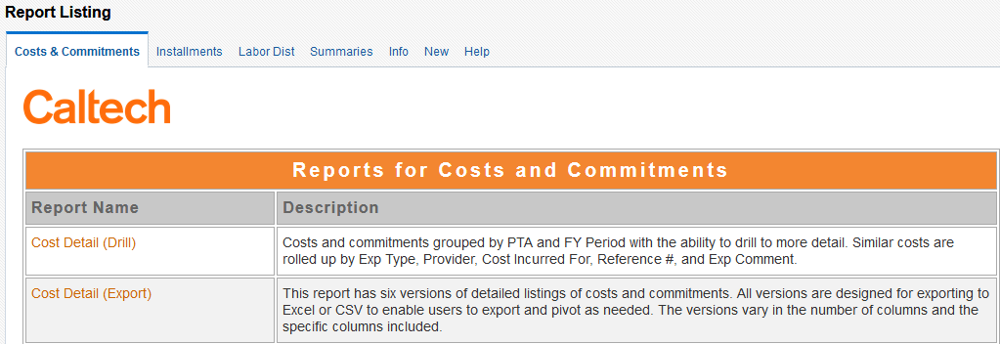 Report Listing
Costs & Commitments Installments Labor Dist Summaries Info New Help
Caltech
Reports for Costs and Commitments
Report Name Description
Cost Detail (Drill) Costs and commitments grouped by PTA and FY Period with the ability to drill to more detail. Similar costs are
rolled up by Exp Type, Provider, Cost Incurred For, Reference #, and Exp Comment.
Cost Detail (Export) This report has six versions of detailed listings of costs and commitments. All versions are designed for exporting to
Excel or CSV to enable users to export and pivot as needed. The versions vary in the number of columns and the
specific columns included.